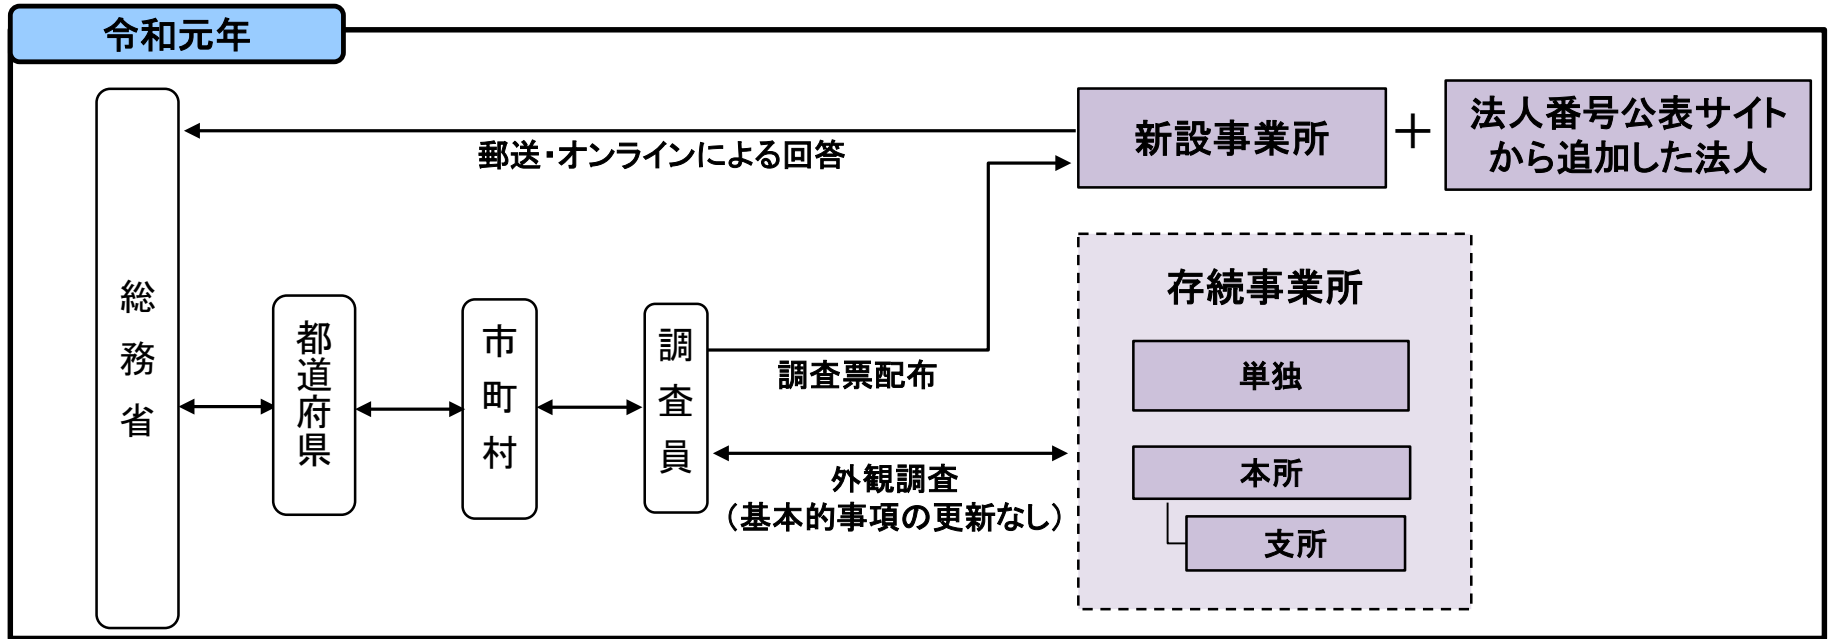 令和元年
総務省
都道府県
市町村
調査員
郵送・オンラインによる回答
新設事業所
＋
法人番号公表サイト
から追加した法人
調査票配布
外観調査
（基本的事項の更新なし）
存続事業所
単独
本所
支所